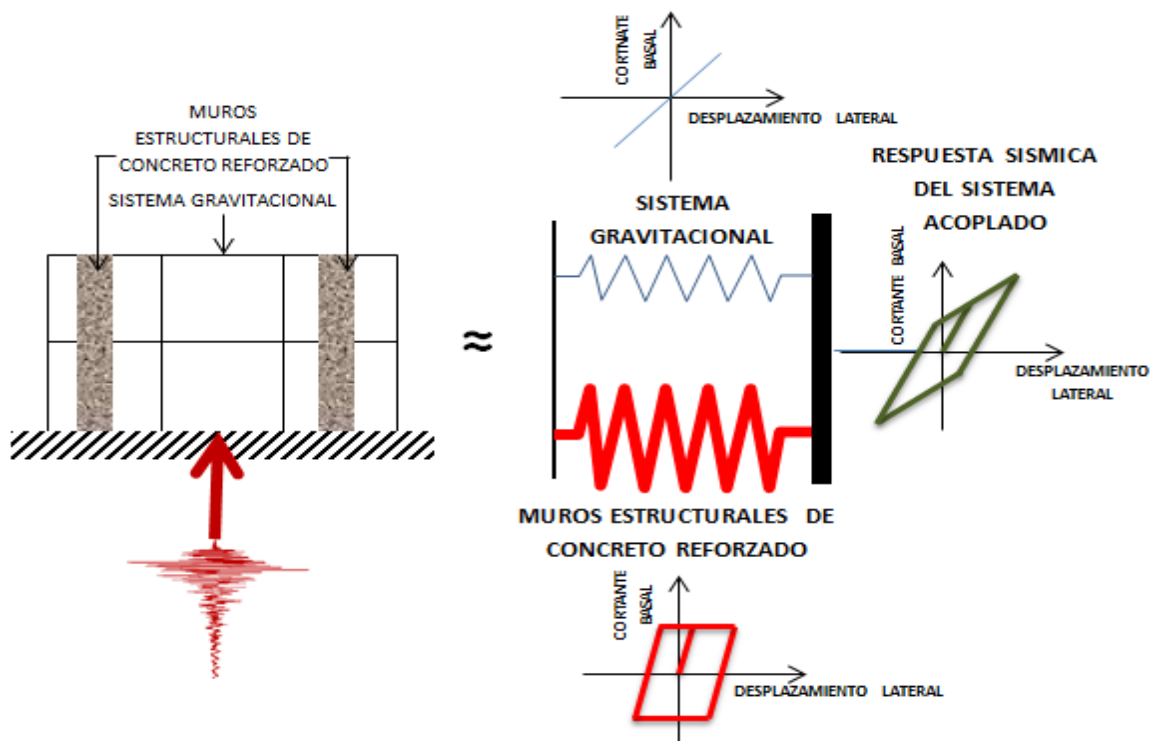 MUROS
ESTRUCTURALES DE
CONCRETO REFORZADO
SISTEMA GRAVITACIONAL
≈
CORTNATE
BASAL
DESPLAZAMIENTO LATERAL
SISTEMA
GRAVITACIONAL
RESPUESTA SISMICA
DEL SISTEMA
ACOPLADO
CORTANTE BASAL
DESPLAZAMIENTO
LATERAL
MUROS ESTRUCTURALES DE
CONCRETO REFORZADO
CORTANTE
BASAL
DESPLAZAMIENTO LATERAL